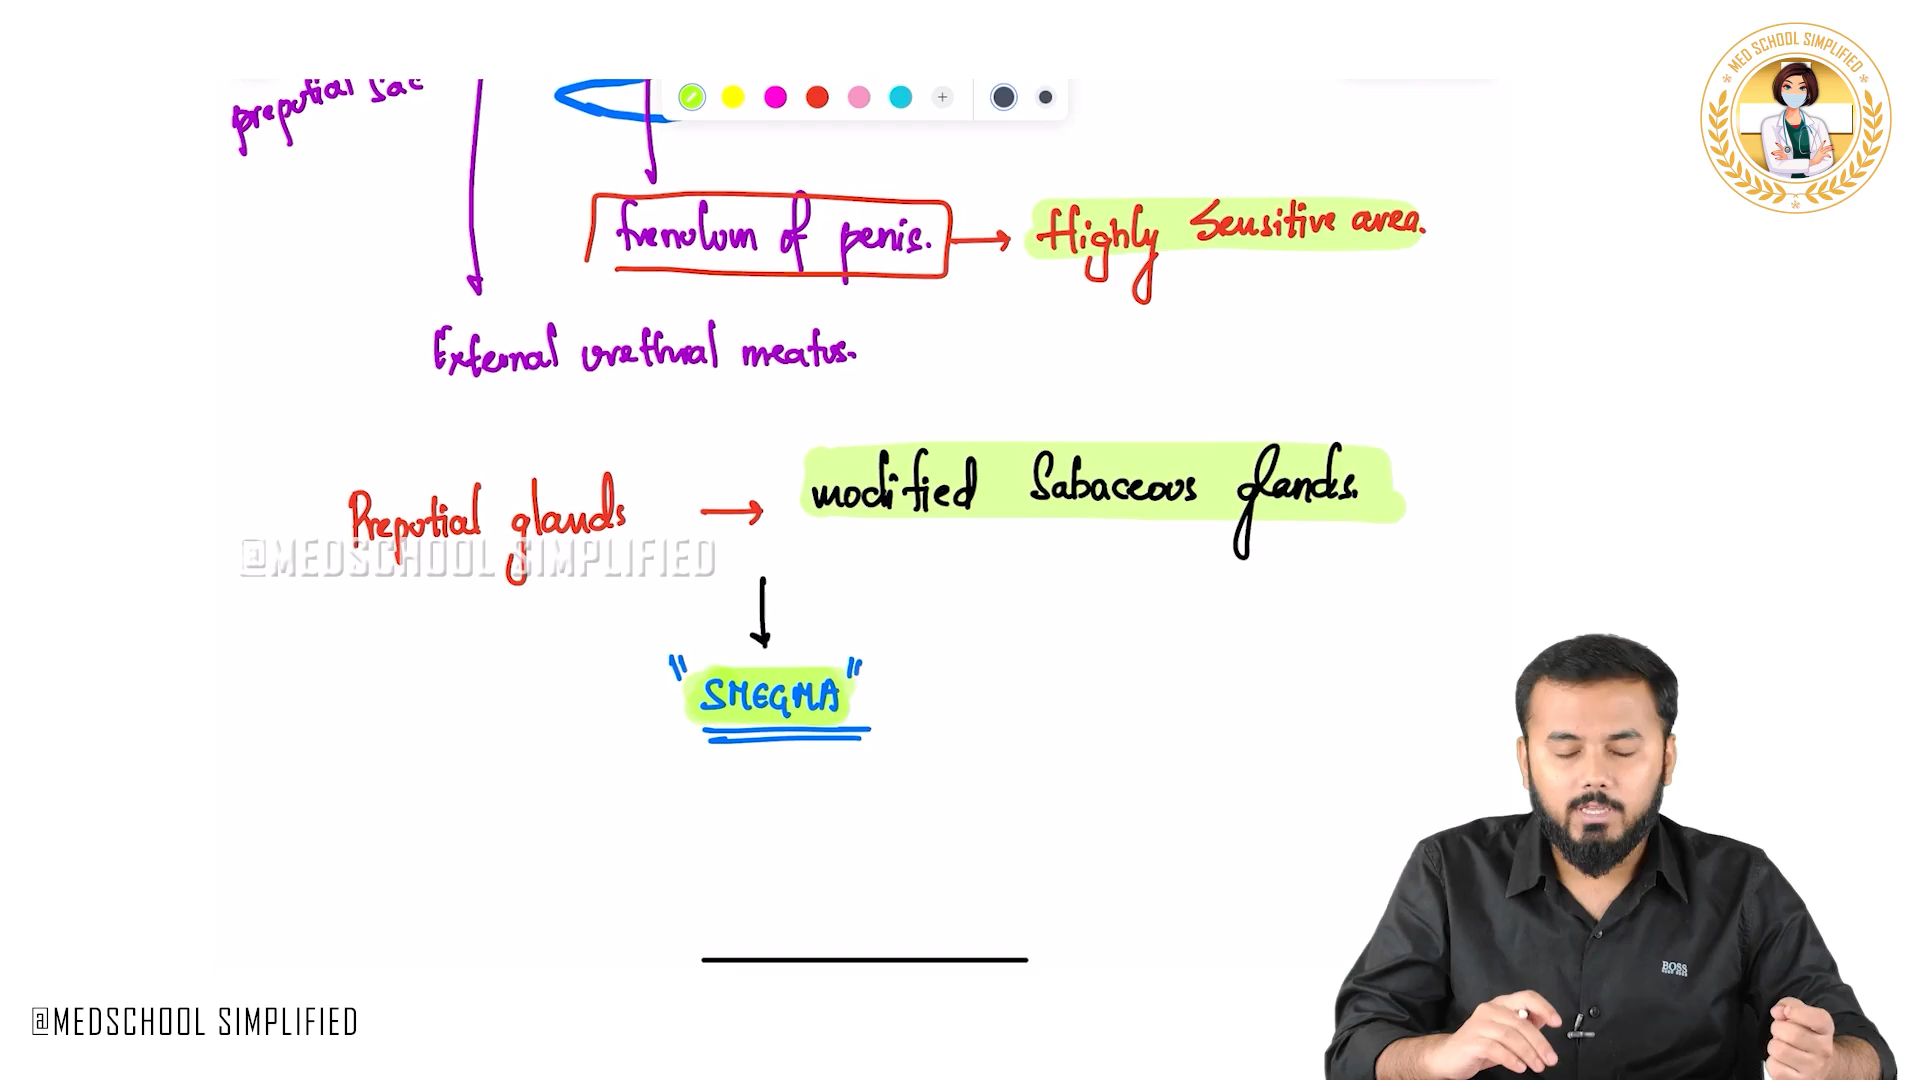 MED SCHOOL SIMPLIFIED
preputial sac
frenulum of penis.
Highly Sensitive area.
External urethral meatus.
Preputial glands
modified Sabaceous glands.
@MEDSCHOOL SIMPLIFIED
"SMEGMA"
BOSS
@MEDSCHOOL SIMPLIFIED